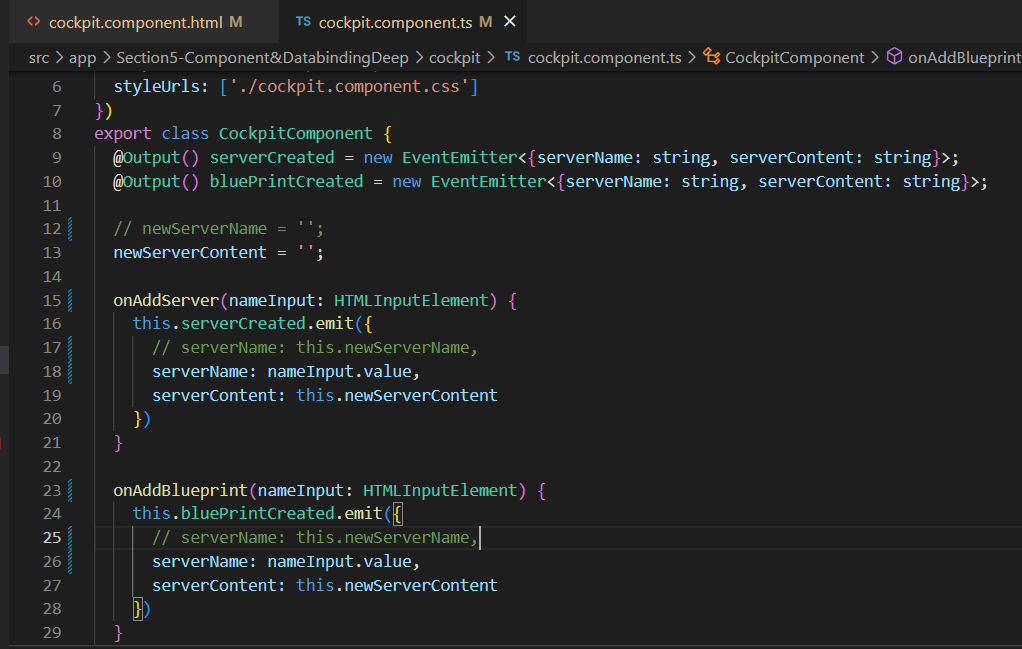 <> cockpit.component.html M TS cockpit.component.ts M ×
src > app > Section5-Component&DatabindingDeep > cockpit > TS cockpit.component.ts > CockpitComponent > onAddBlueprint
6 styleUrls: ['./cockpit.component.css']
7 })
8 export class CockpitComponent {
9 @Output() serverCreated = new EventEmitter<{serverName: string, serverContent: string}>;
10 @Output() bluePrintCreated = new EventEmitter<{serverName: string, serverContent: string}>;
11
12 // newServerName = '';
13 newServerContent = '';
14
15 onAddServer(nameInput: HTMLInputElement) {
16 this.serverCreated.emit({
17 // serverName: this.newServerName,
18 serverName: nameInput.value,
19 serverContent: this.newServerContent
20 })
21 }
22
23 onAddBlueprint(nameInput: HTMLInputElement) {
24 this.bluePrintCreated.emit({
25 // serverName: this.newServerName,
26 serverName: nameInput.value,
27 serverContent: this.newServerContent
28 })
29 }